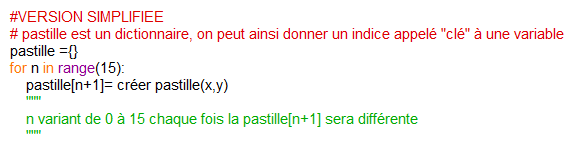 #VERSION SIMPLIFIEE
# pastille est un dictionnaire, on peut ainsi donner un indice appelé "clé" à une variable
pastille ={}
for n in range(15):
    pastille[n+1]= créer pastille(x,y)
    """
    n variant de 0 à 15 chaque fois la pastille[n+1] sera différente
    """